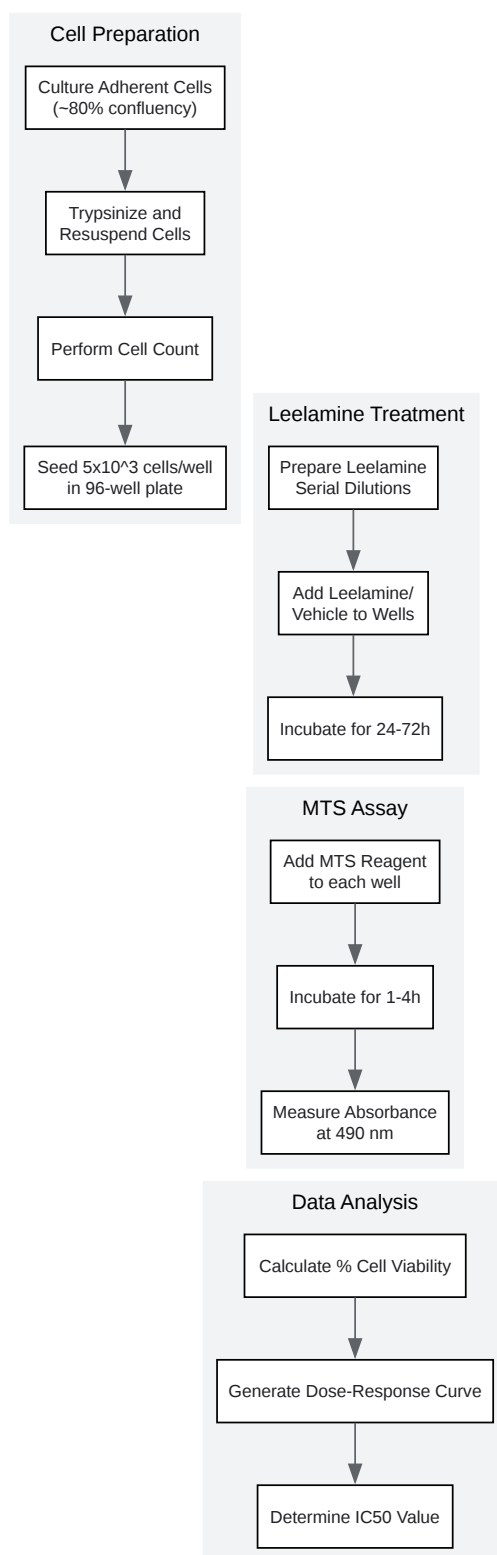 Cell Preparation
Culture Adherent Cells
(~80% confluency)
Trypsinize and
Resuspend Cells
Perform Cell Count
Seed 5x10^3 cells/well
in 96-well plate
Leelamine Treatment
Prepare Leelamine
Serial Dilutions
Add Leelamine/
Vehicle to Wells
Incubate for 24-72h
MTS Assay
Add MTS Reagent
to each well
Incubate for 1-4h
Measure Absorbance
at 490 nm
Data Analysis
Calculate % Cell Viability
Generate Dose-Response Curve
Determine IC50 Value